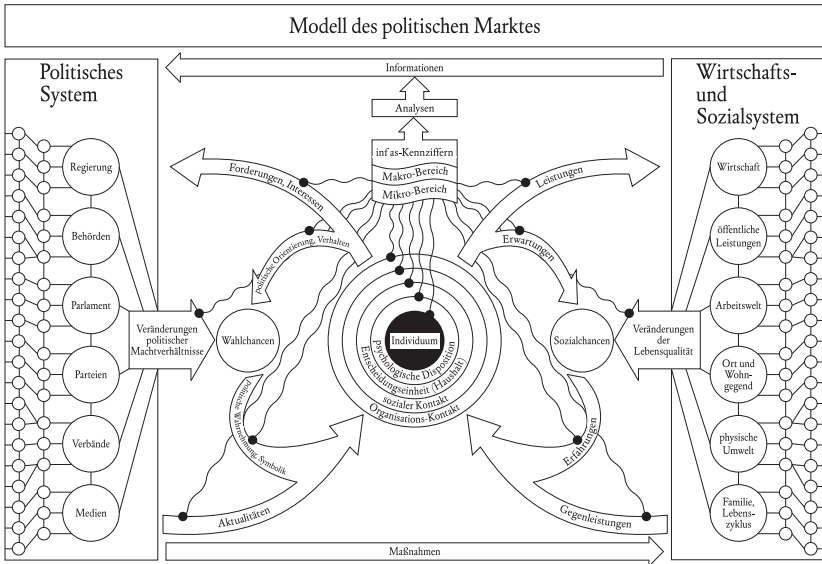 Modell des politischen Marktes
Politisches
System
Informationen
Wirtschafts-
und
Sozialsystem
Analysen
infas-Kennziffern
Makro-Bereich
Mikro-Bereich
Regierung
Behörden
Parlament
Parteien
Verbände
Medien
Forderungen, Interessen
Leistungen
politische Orientierung, Verhalten
Erwartungen
Veränderungen
politischer
Machtverhältnisse
Wahlchancen
Individuum
psychologische Disposition
Entscheidungseinheit (Haushalt)
sozialer Kontakt
Organisations-Kontakt
Sozialchancen
Veränderungen
der
Lebensqualität
politische Wahrnehmung, Symbolik
Erfahrungen
Aktualitäten
Gegenleistungen
Wirtschaft
öffentliche
Leistungen
Arbeitswelt
Ort und
Wohn-
gegend
physische
Umwelt
Familie,
Lebens-
zyklus
Maßnahmen